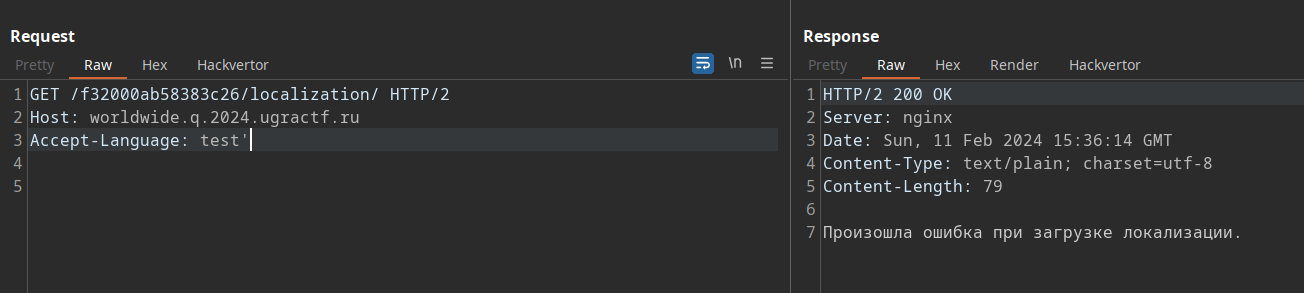 Request
Pretty Raw Hex Hackvertor \n
1 GET /f32000ab58383c26/localization/ HTTP/2
2 Host: worldwide.q.2024.ugractf.ru
3 Accept-Language: test'
4
5
Response
Pretty Raw Hex Render Hackvertor
1 HTTP/2 200 OK
2 Server: nginx
3 Date: Sun, 11 Feb 2024 15:36:14 GMT
4 Content-Type: text/plain; charset=utf-8
5 Content-Length: 79
6
7 Произошла ошибка при загрузке локализации.